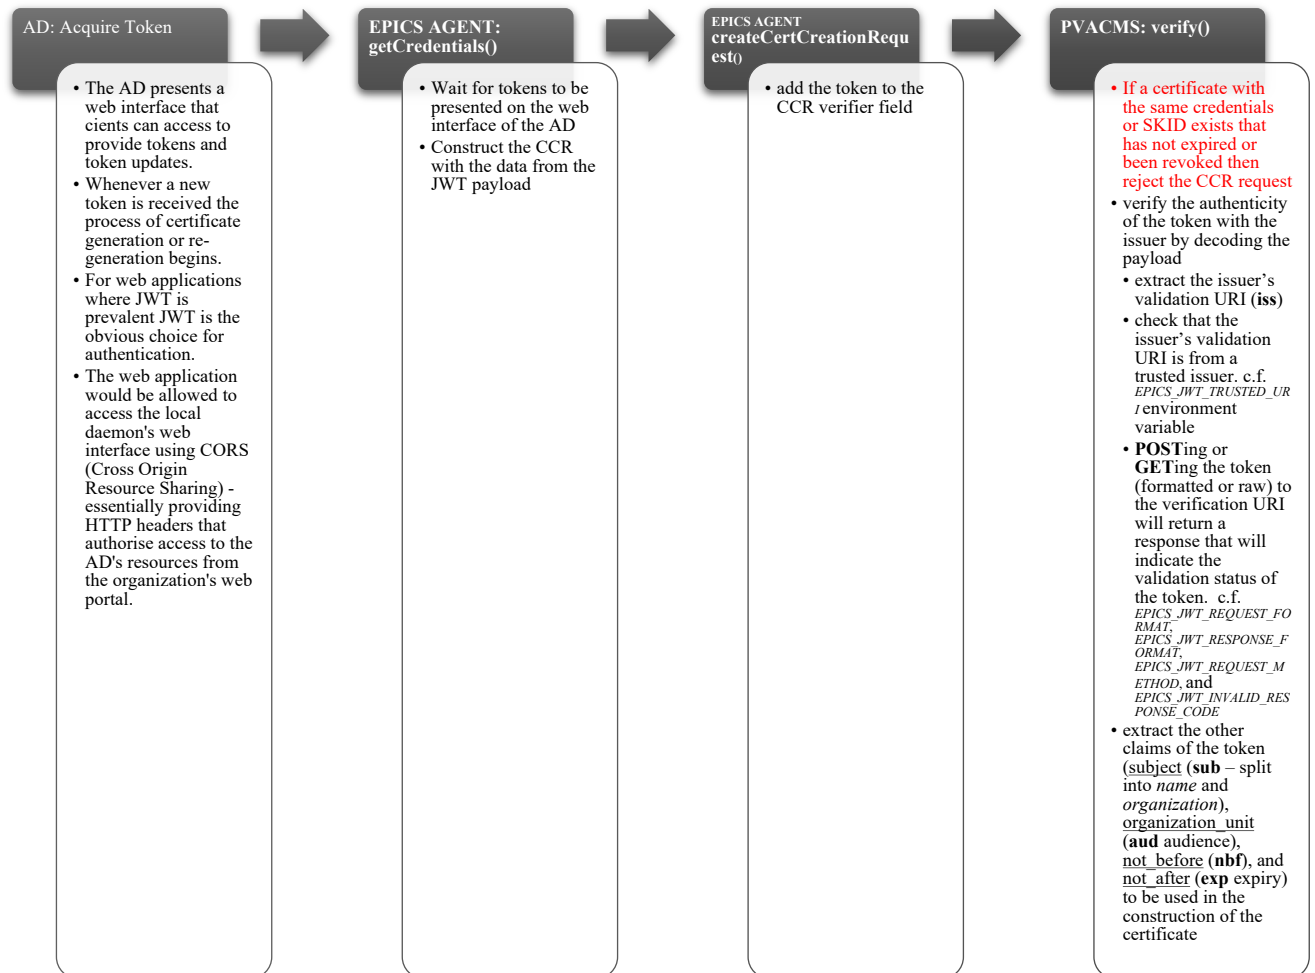 AD: Acquire Token
• The AD presents a
web interface that
cients can access to
provide tokens and
token updates.
• Whenever a new
token is received the
process of certificate
generation or re-
generation begins.
• For web applications
where JWT is
prevalent JWT is the
obvious choice for
authentication.
• The web application
would be allowed to
access the local
daemon's web
interface using CORS
(Cross Origin
Resource Sharing) -
essentially providing
HTTP headers that
authorise access to the
AD's resources from
the organization's web
portal.
EPICS AGENT:
getCredentials()
• Wait for tokens to be
presented on the web
interface of the AD
• Construct the CCR
with the data from the
JWT payload
EPICS AGENT
createCertCreationRequ
est()
• add the token to the
CCR verifier field
PVACMS: verify()
• If a certificate with
the same credentials
or SKID exists that
has not expired or
been revoked then
reject the CCR request
• verify the authenticity
of the token with the
issuer by decoding the
payload
• extract the issuer’s
validation URI (iss)
• check that the
issuer’s validation
URI is from a
trusted issuer. c.f.
EPICS_JWT_TRUSTED_UR
I environment
variable
• POSTing or
GETing the token
(formatted or raw) to
the verification URI
will return a
response that will
indicate the
validation status of
the token.  c.f.
EPICS_JWT_REQUEST_FO
RMAT,
EPICS_JWT_RESPONSE_F
ORMAT,
EPICS_JWT_REQUEST_M
ETHOD, and
EPICS_JWT_INVALID_RES
PONSE_CODE
• extract the other
claims of the token
(subject (sub – split
into name and
organization),
organization_unit
(aud audience),
not_before (nbf), and
not_after (exp expiry)
to be used in the
construction of the
certificate